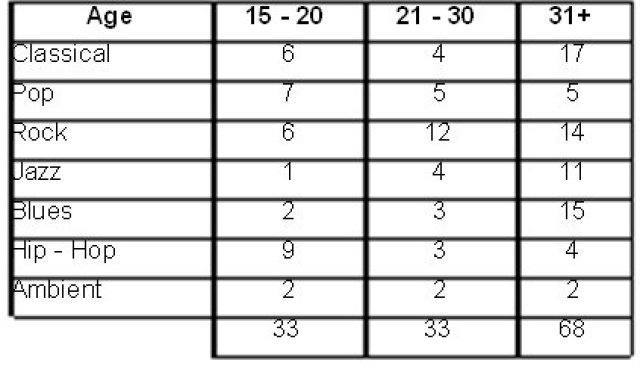 Age 15 - 20 21 - 30 31+
Classical 6 4 17
Pop 7 5 5
Rock 6 12 14
Jazz 1 4 11
Blues 2 3 15
Hip - Hop 9 3 4
Ambient 2 2 2
33 33 68